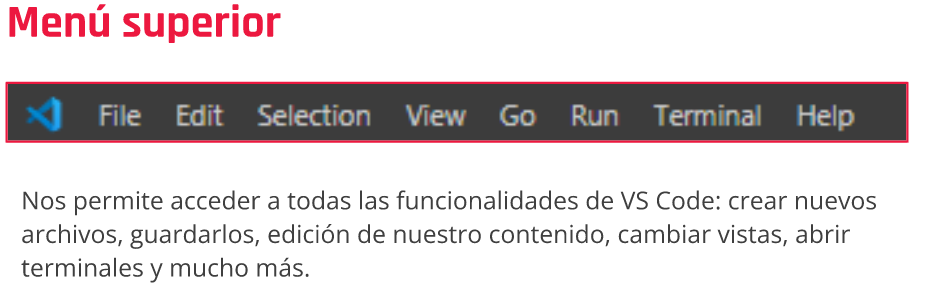 Menú superior
File Edit Selection View Go Run Terminal Help
Nos permite acceder a todas las funcionalidades de VS Code: crear nuevos
archivos, guardarlos, edición de nuestro contenido, cambiar vistas, abrir
terminales y mucho más.